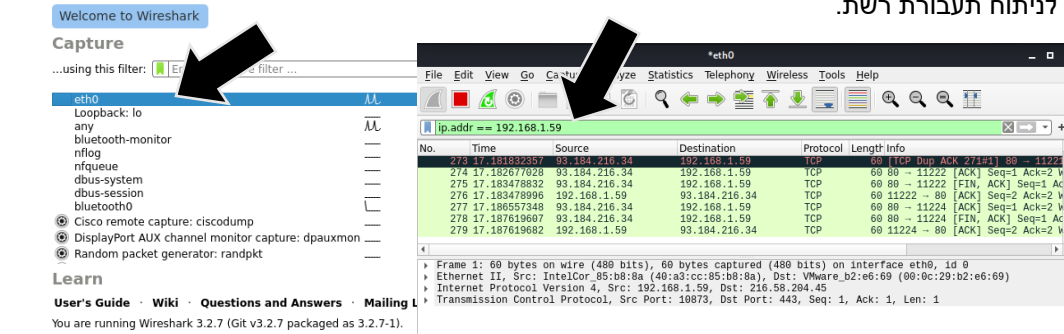 לניתוח תעבורת רשת.
Welcome to Wireshark
Capture
...using this filter:
filter ...
eth0
Loopback: lo
any
bluetooth-monitor
nflog
nfqueue
dbus-system
dbus-session
bluetooth0
Cisco remote capture: ciscodump
DisplayPort AUX channel monitor capture: dpauxmon
Random packet generator: randpkt
Learn
User's Guide · Wiki · Questions and Answers · Mailing L
You are running Wireshark 3.2.7 (Git v3.2.7 packaged as 3.2.7-1).
*eth0
File Edit View Go Statistics Telephony Wireless Tools Help
ip.addr == 192.168.1.59
No. Time Source Destination Protocol Length Info
273 17.181832357 93.184.216.34 192.168.1.59 TCP 60 [TCP Dup ACK 271#1] 80 → 11221
274 17.182677028 93.184.216.34 192.168.1.59 TCP 60 80 → 11222 [ACK] Seq=1 Ack=2 W
275 17.183478832 93.184.216.34 192.168.1.59 TCP 60 80 → 11222 [FIN, ACK] Seq=1 Ac
276 17.183478996 192.168.1.59 93.184.216.34 TCP 60 11222 → 80 [ACK] Seq=2 Ack=2 W
277 17.186557348 93.184.216.34 192.168.1.59 TCP 60 80 → 11224 [ACK] Seq=1 Ack=2 W
278 17.187619607 93.184.216.34 192.168.1.59 TCP 60 80 → 11224 [FIN, ACK] Seq=1 Ac
279 17.187619682 192.168.1.59 93.184.216.34 TCP 60 11224 → 80 [ACK] Seq=2 Ack=2 W
Frame 1: 60 bytes on wire (480 bits), 60 bytes captured (480 bits) on interface eth0, id 0
Ethernet II, Src: IntelCor_85:b8:8a (40:a3:cc:85:b8:8a), Dst: VMware_b2:e6:69 (00:0c:29:b2:e6:69)
Internet Protocol Version 4, Src: 192.168.1.59, Dst: 216.58.204.45
Transmission Control Protocol, Src Port: 10873, Dst Port: 443, Seq: 1, Ack: 1, Len: 1